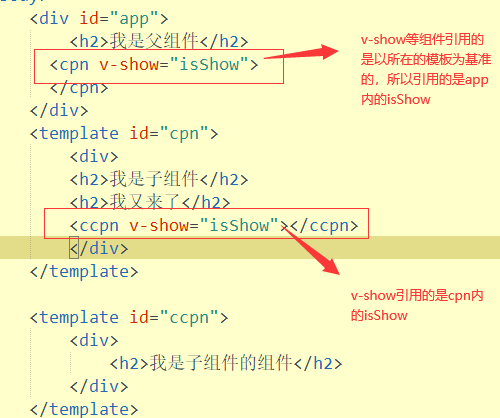 <div id="app">
<h2>我是父组件</h2>
<cpn v-show="isShow">
</cpn>
</div>
<template id="cpn">
<div>
<h2>我是子组件</h2>
<h2>我又来了</h2>
<ccpn v-show="isShow"></ccpn>
</div>
</template>
<template id="ccpn">
<div>
<h2>我是子组件的组件</h2>
</div>
</template>
v-show等组件引用的
是以所在的模板为基准
的，所以引用的是app
内的isShow
v-show引用的是cpn内
的isShow